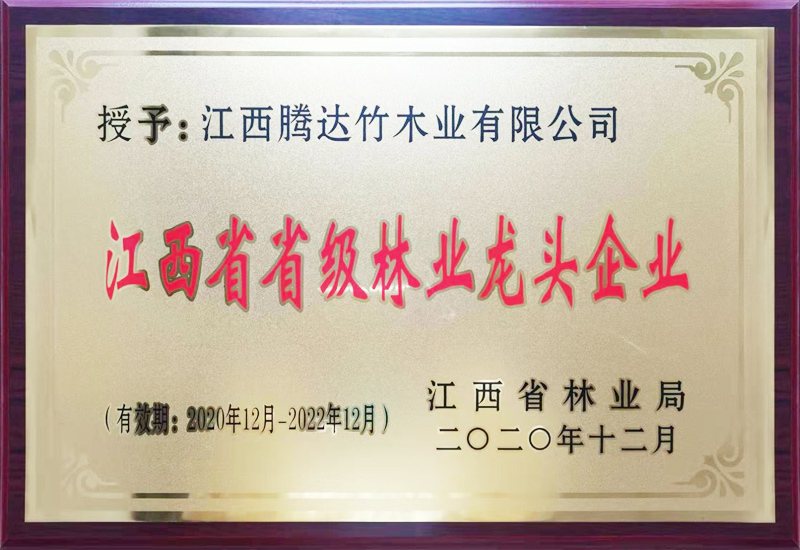 授予：江西腾达竹木业有限公司
江西省省级林业龙头企业
（有效期：2020年12月-2022年12月）
江西省林业局
二〇二〇年十二月